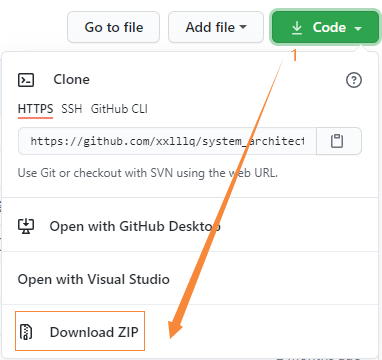 Go to file Add file Code
1
Clone
HTTPS SSH GitHub CLI
https://github.com/xxlllq/system_architect
Use Git or checkout with SVN using the web URL.
Open with GitHub Desktop
Open with Visual Studio
Download ZIP